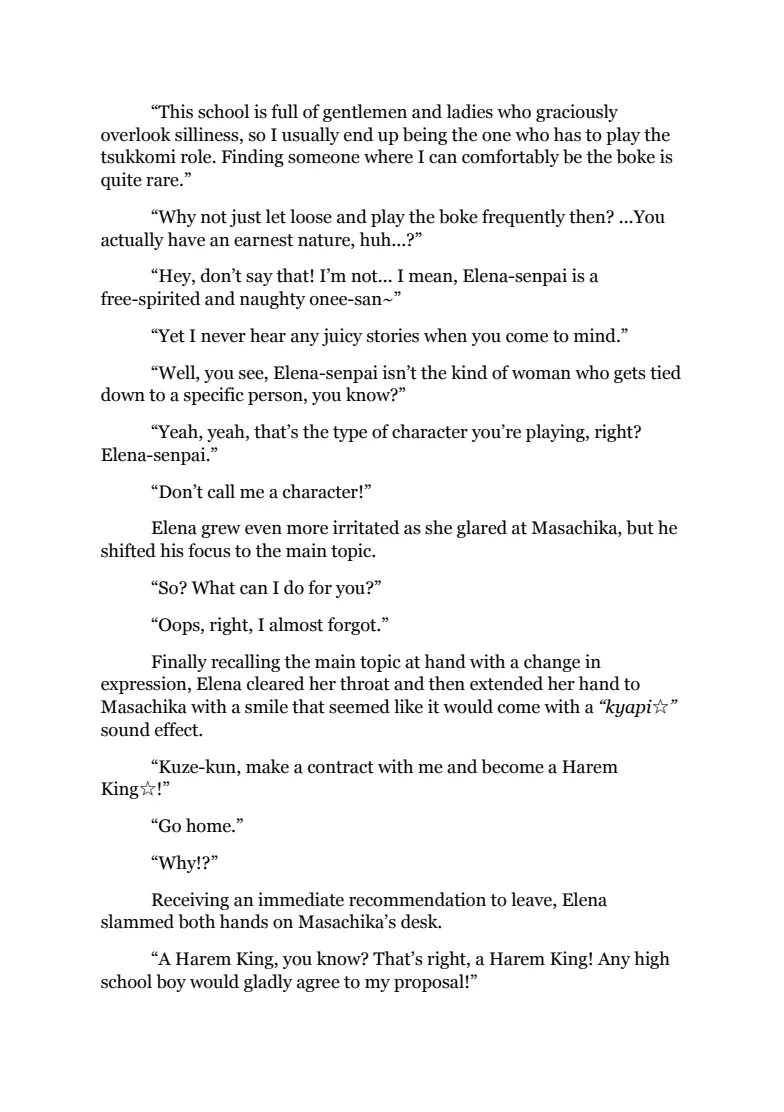 “This school is full of gentlemen and ladies who graciously
overlook silliness, so I usually end up being the one who has to play the
tsukkomi role. Finding someone where I can comfortably be the boke is
quite rare.”
“Why not just let loose and play the boke frequently then? ...You
actually have an earnest nature, huh...?”
“Hey, don’t say that! I’m not... I mean, Elena-senpai is a
free-spirited and naughty onee-san~”
“Yet I never hear any juicy stories when you come to mind.”
“Well, you see, Elena-senpai isn’t the kind of woman who gets tied
down to a specific person, you know?”
“Yeah, yeah, that’s the type of character you’re playing, right?
Elena-senpai.”
“Don’t call me a character!”
Elena grew even more irritated as she glared at Masachika, but he
shifted his focus to the main topic.
“So? What can I do for you?”
“Oops, right, I almost forgot.”
Finally recalling the main topic at hand with a change in
expression, Elena cleared her throat and then extended her hand to
Masachika with a smile that seemed like it would come with a “kyapi☆”
sound effect.
“Kuze-kun, make a contract with me and become a Harem
King☆!”
“Go home.”
“Why!?”
Receiving an immediate recommendation to leave, Elena
slammed both hands on Masachika’s desk.
“A Harem King, you know? That’s right, a Harem King! Any high
school boy would gladly agree to my proposal!”